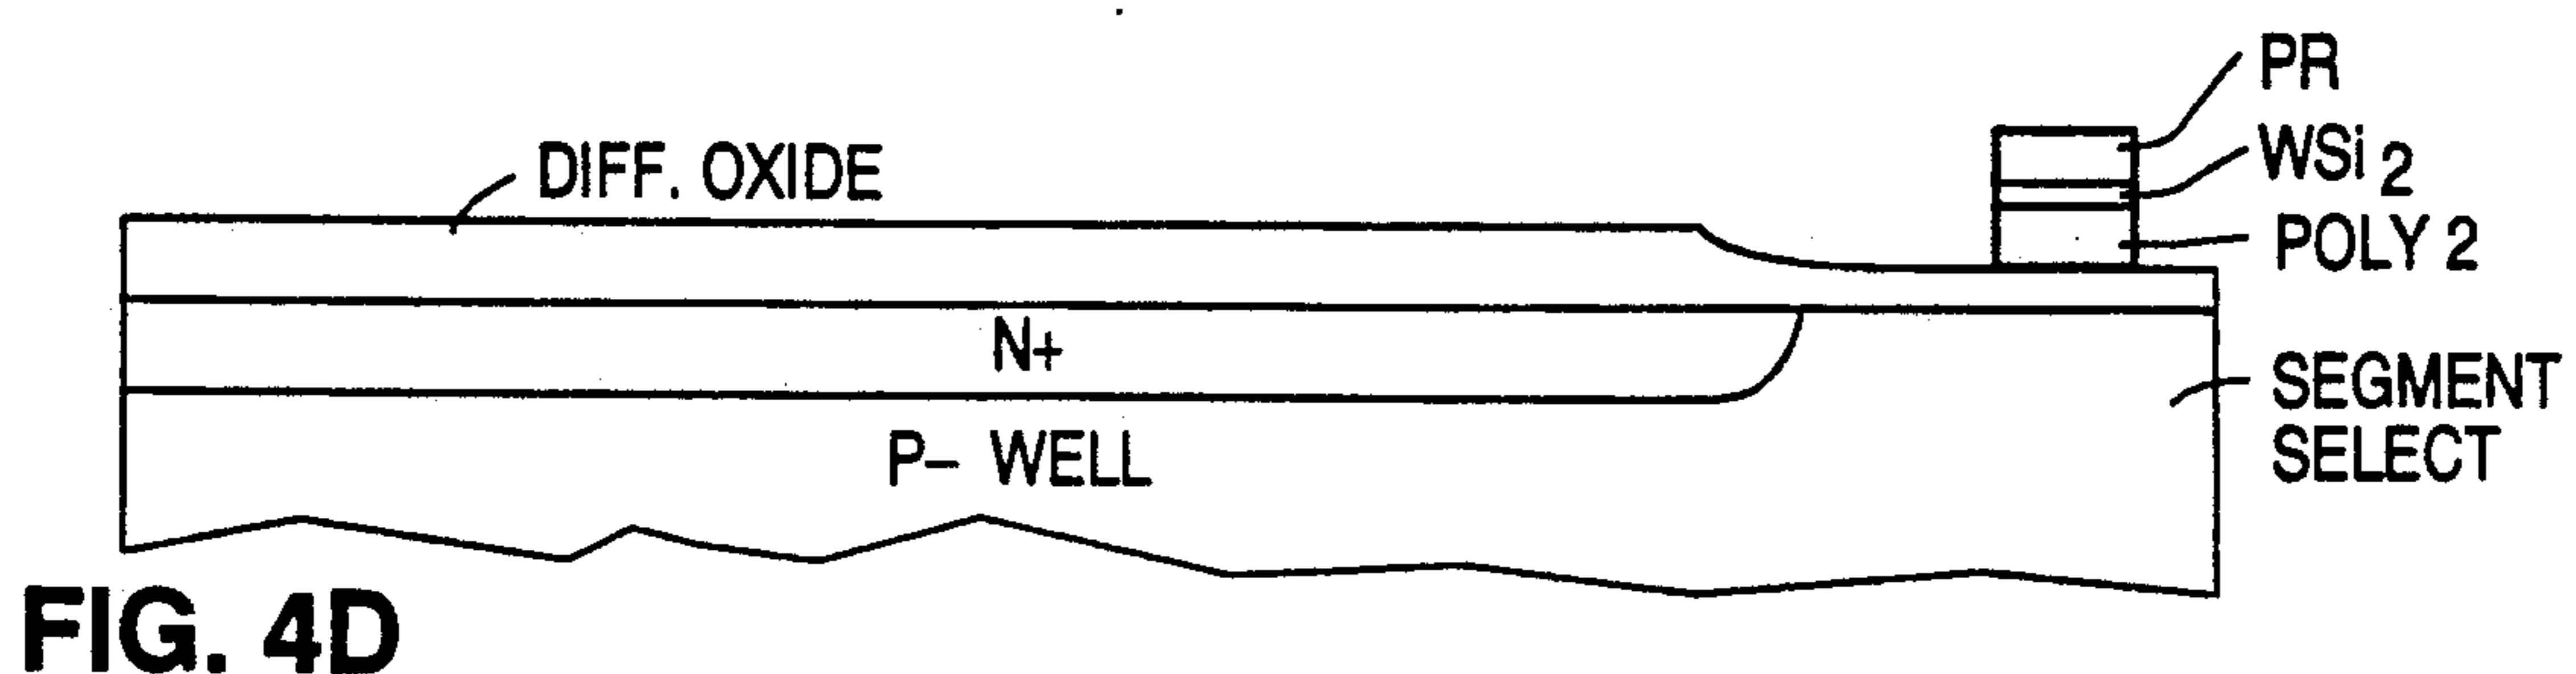 PR
DIFF. OXIDE
WSi 2
POLY 2
N+
SEGMENT
SELECT
P– WELL
FIG. 4D